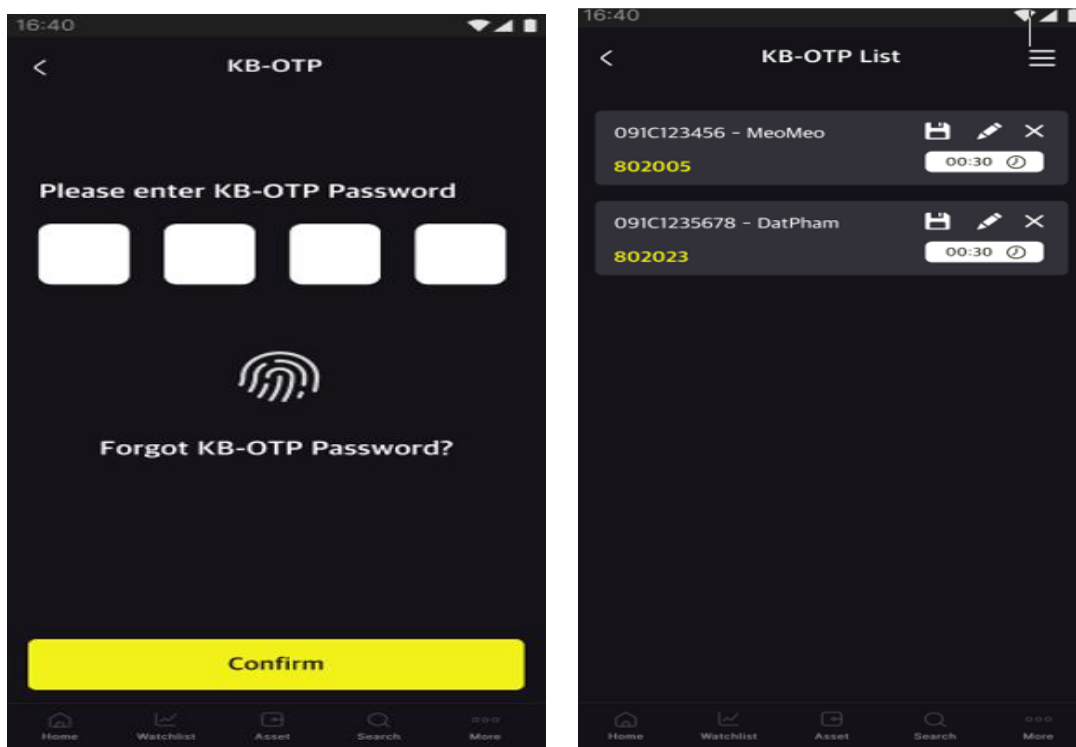 16:40
KB-OTP
Please enter KB-OTP Password
Forgot KB-OTP Password?
Confirm
Home Watchlist Asset Search More
16:40
KB-OTP List
091C123456 - MeoMeo
802005 00:30
091C1235678 - DatPham
802023 00:30
Home Watchlist Asset Search More